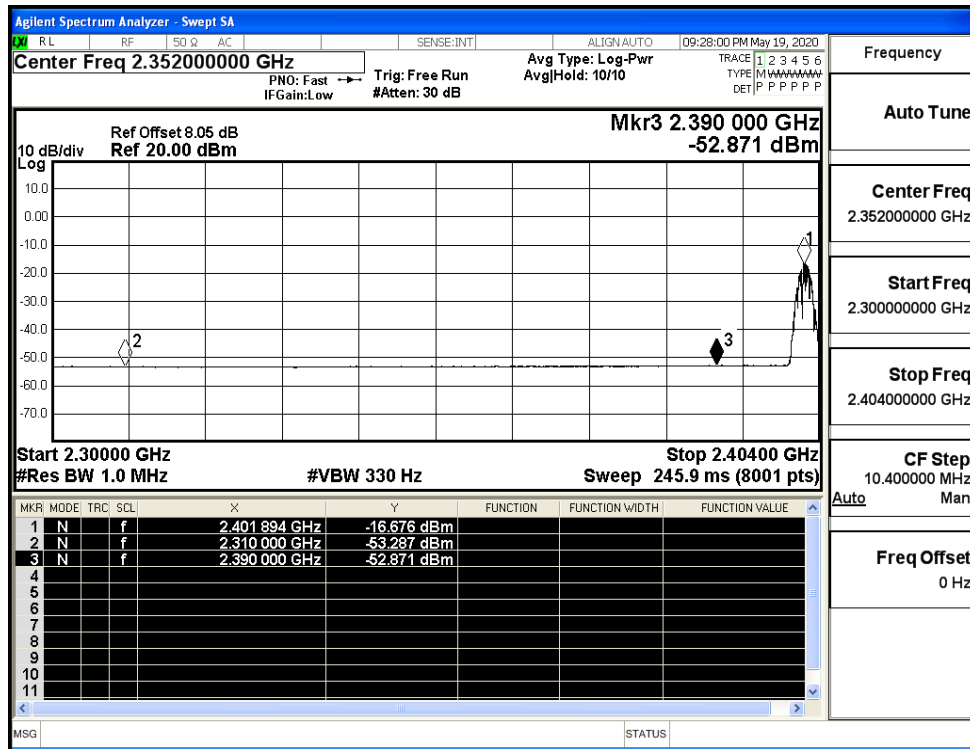 Agilent Spectrum Analyzer - Swept SA
LXI RL RF 50 Ω AC SENSE:INT ALIGN AUTO 09:28:00 PM May 19, 2020
Center Freq 2.352000000 GHz
PNO: Fast
IFGain:Low
Trig: Free Run
#Atten: 30 dB
Avg Type: Log-Pwr
Avg|Hold: 10/10
TRACE 1 2 3 4 5 6
TYPE M W W W W W
DET P P P P P P
Ref Offset 8.05 dB
10 dB/div Ref 20.00 dBm
Log
Mkr3 2.390 000 GHz
-52.871 dBm
10.0
0.00
-10.0
-20.0
-30.0
-40.0
-50.0
-60.0
-70.0
1
2
3
Start 2.30000 GHz Stop 2.40400 GHz
#Res BW 1.0 MHz #VBW 330 Hz Sweep 245.9 ms (8001 pts)
MKR MODE TRC SCL X Y FUNCTION FUNCTION WIDTH FUNCTION VALUE
1 N f 2.401 894 GHz -16.676 dBm
2 N f 2.310 000 GHz -53.287 dBm
3 N f 2.390 000 GHz -52.871 dBm
4
5
6
7
8
9
10
11
MSG STATUS
Frequency
Auto Tune
Center Freq
2.352000000 GHz
Start Freq
2.300000000 GHz
Stop Freq
2.404000000 GHz
CF Step
10.400000 MHz
Auto Man
Freq Offset
0 Hz